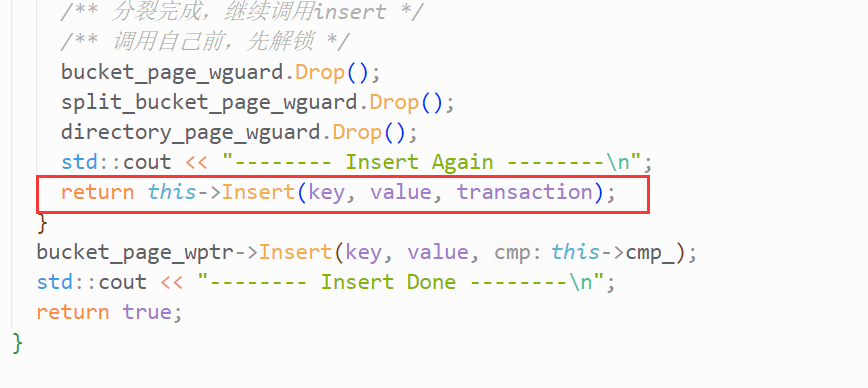 /** 分裂完成，继续调用insert */
/** 调用自己前，先解锁 */
bucket_page_wguard.Drop();
split_bucket_page_wguard.Drop();
directory_page_wguard.Drop();
std::cout << "-------- Insert Again --------\n";
return this->Insert(key, value, transaction);
}
bucket_page_wptr->Insert(key, value, cmp: this->cmp_);
std::cout << "-------- Insert Done --------\n";
return true;
}